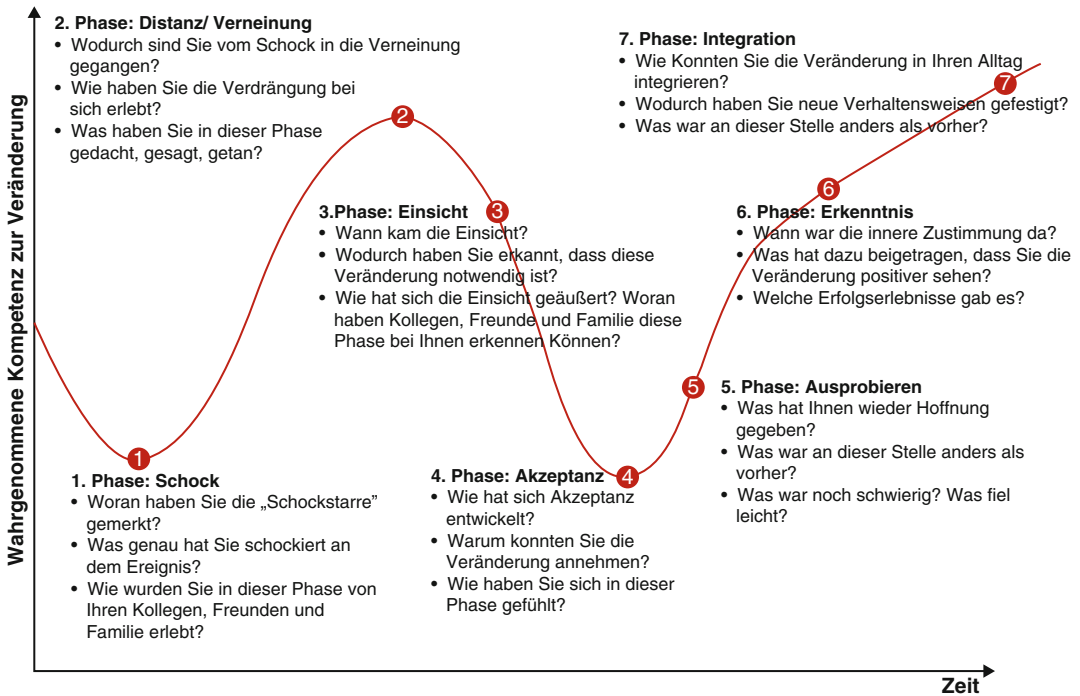 Wahrgenommene Kompetenz zur Veränderung
2. Phase: Distanz/ Verneinung
• Wodurch sind Sie vom Schock in die Verneinung
gegangen?
• Wie haben Sie die Verdrängung bei
sich erlebt?
• Was haben Sie in dieser Phase
gedacht, gesagt, getan?
2
7. Phase: Integration
• Wie Konnten Sie die Veränderung in Ihren Alltag
integrieren?
• Wodurch haben Sie neue Verhaltensweisen gefestigt?
• Was war an dieser Stelle anders als vorher?
7
6
3.Phase: Einsicht
• Wann kam die Einsicht?
• Wodurch haben Sie erkannt, dass diese
Veränderung notwendig ist?
• Wie hat sich die Einsicht geäußert? Woran
haben Kollegen, Freunde und Familie diese
Phase bei Ihnen erkennen Können?
3
6. Phase: Erkenntnis
• Wann war die innere Zustimmung da?
• Was hat dazu beigetragen, dass Sie die
Veränderung positiver sehen?
• Welche Erfolgserlebnisse gab es?
5
5. Phase: Ausprobieren
• Was hat Ihnen wieder Hoffnung
gegeben?
• Was war an dieser Stelle anders als
vorher?
• Was war noch schwierig? Was fiel
leicht?
1
1. Phase: Schock
• Woran haben Sie die „Schockstarre”
gemerkt?
• Was genau hat Sie schockiert an
dem Ereignis?
• Wie wurden Sie in dieser Phase von
Ihren Kollegen, Freunden und
Familie erlebt?
4
4. Phase: Akzeptanz
• Wie hat sich Akzeptanz
entwickelt?
• Warum konnten Sie die
Veränderung annehmen?
• Wie haben Sie sich in dieser
Phase gefühlt?
Zeit